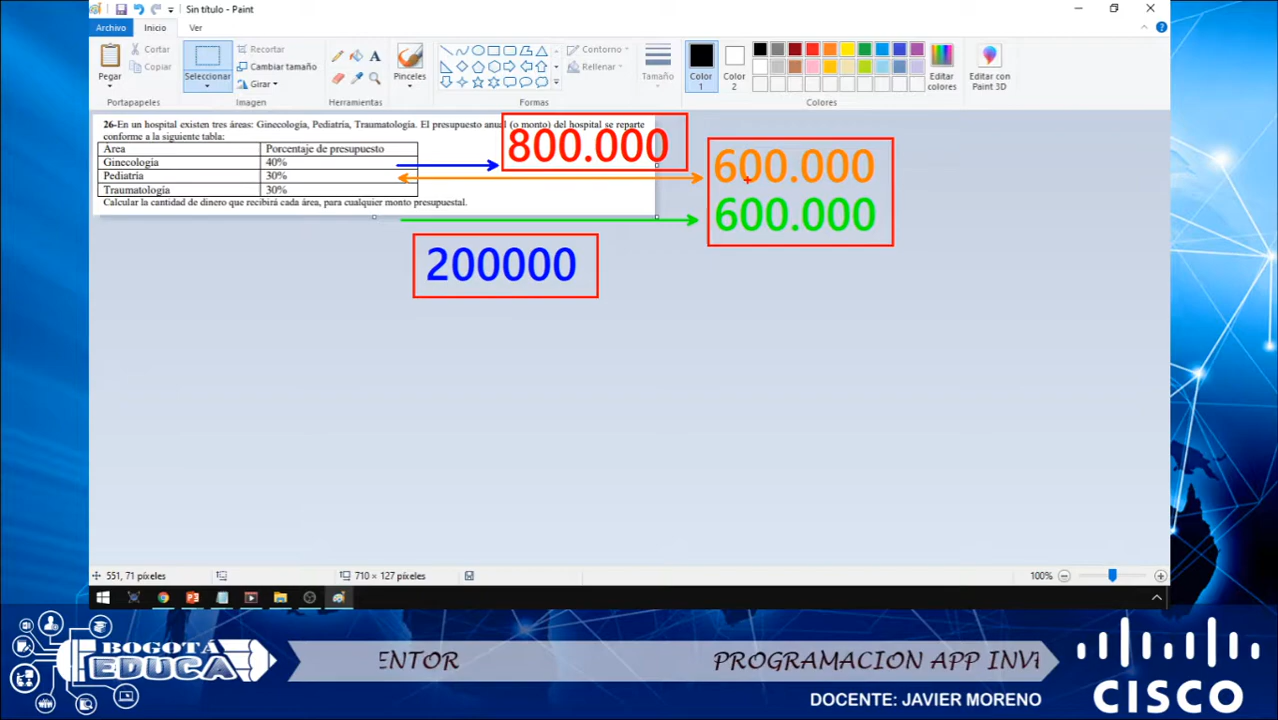 Sin título - Paint
Archivo Inicio Ver
Pegar
Cortar
Copiar
Portapapeles
Seleccionar
Recortar
Cambiar tamaño
Girar
Imagen
A
Herramientas
Pinceles
Contorno
Rellenar
Formas
Tamaño
Color 1
Color 2
Editar colores
Colores
Editar con Paint 3D
26-En un hospital existen tres áreas: Ginecología, Pediatría, Traumatología. El presupuesto anual (o monto) del hospital se reparte
conforme a la siguiente tabla:
Área Porcentaje de presupuesto
Ginecología 40%
Pediatría 30%
Traumatología 30%
Calcular la cantidad de dinero que recibirá cada área, para cualquier monto presupuestal.
800.000
600.000
600.000
200000
551, 71 píxeles
710 × 127 píxeles
100%
BOGOTÁ
EDUCA
ENTOR PROGRAMACION APP INV
DOCENTE: JAVIER MORENO
CISCO